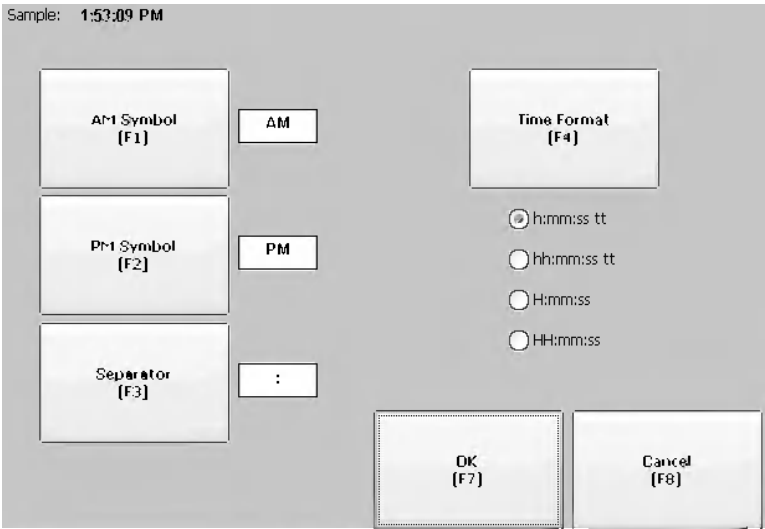 Sample: 1:53:09 PM
AM Symbol
[F1]
AM
Time Format
[F4]
h:mm:ss tt
PM Symbol
[F2]
PM
hh:mm:ss tt
H:mm:ss
HH:mm:ss
Separator
[F3]
:
OK
[F7]
Cancel
[F8]